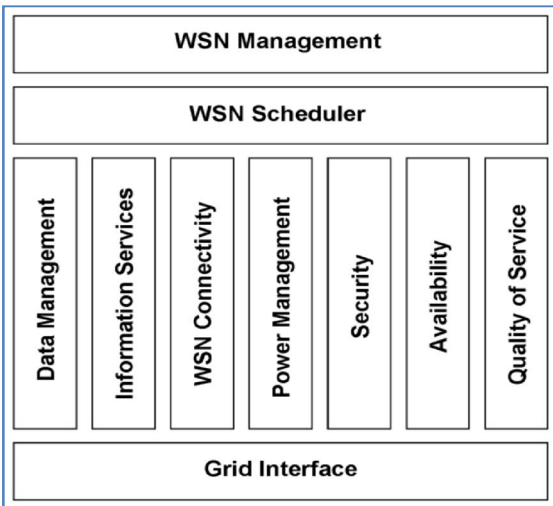 WSN Management
WSN Scheduler
Data Management
Information Services
WSN Connectivity
Power Management
Security
Availability
Quality of Service
Grid Interface